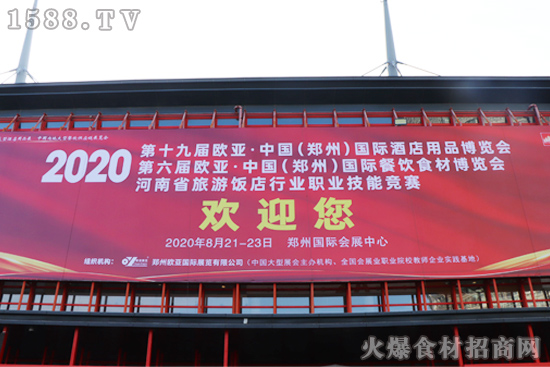 1588.TV
2020
第十九届欧亚·中国(郑州)国际酒店用品博览会
第六届欧亚·中国(郑州)国际餐饮食材博览会
河南省旅游饭店行业职业技能竞赛
欢迎您
2020年8月21-23日 郑州国际会展中心
组织机构: 郑州欧亚国际展览有限公司(中国大型展会主办机构、全国会展业职业院校教师企业实践基地)
火爆食材招商网
1588.TV